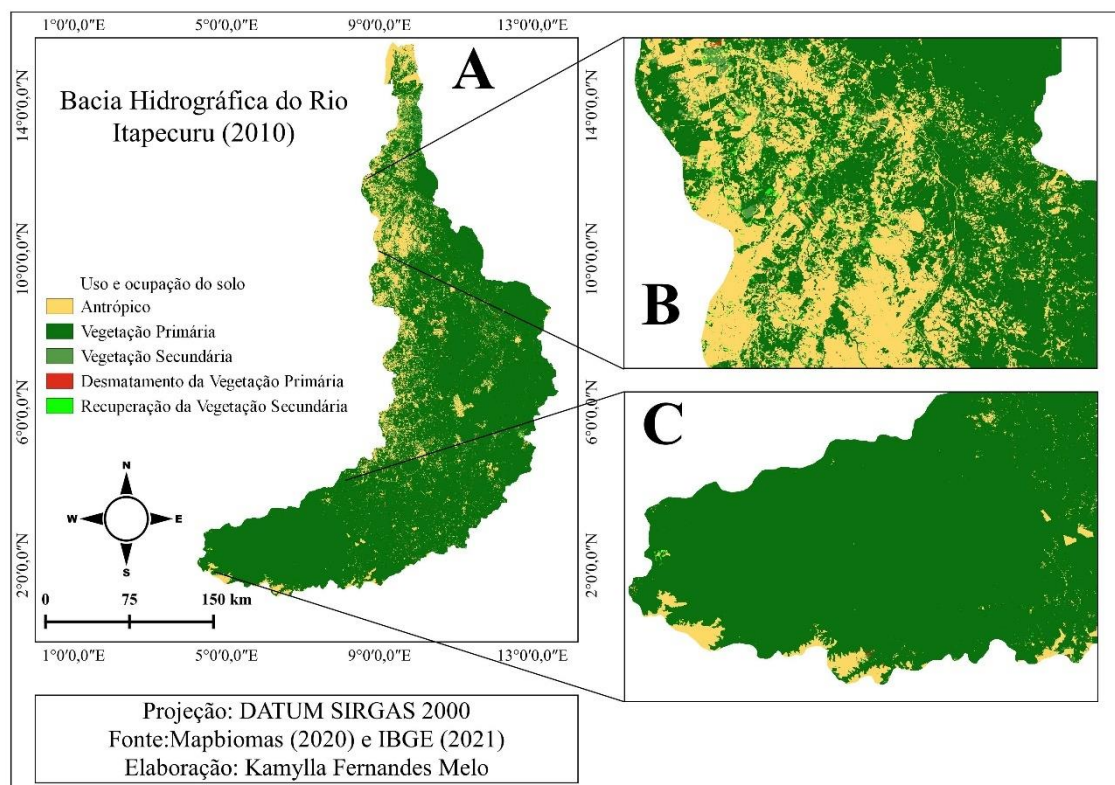 1°0'0,0"E 5°0'0,0"E 9°0'0,0"E 13°0'0,0"E
A
Bacia Hidrográfica do Rio
Itapecuru (2010)
14°0'0,0"N
10°0'0,0"N
6°0'0,0"N
2°0'0,0"N
Uso e ocupação do solo
Antrópico
Vegetação Primária
Vegetação Secundária
Desmatamento da Vegetação Primária
Recuperação da Vegetação Secundária
N
W E
S
0 75 150 km
14°0'0,0"N
10°0'0,0"N
6°0'0,0"N
2°0'0,0"N
1°0'0,0"E 5°0'0,0"E 9°0'0,0"E 13°0'0,0"E
B
C
Projeção: DATUM SIRGAS 2000
Fonte:Mapbiomas (2020) e IBGE (2021)
Elaboração: Kamylla Fernandes Melo